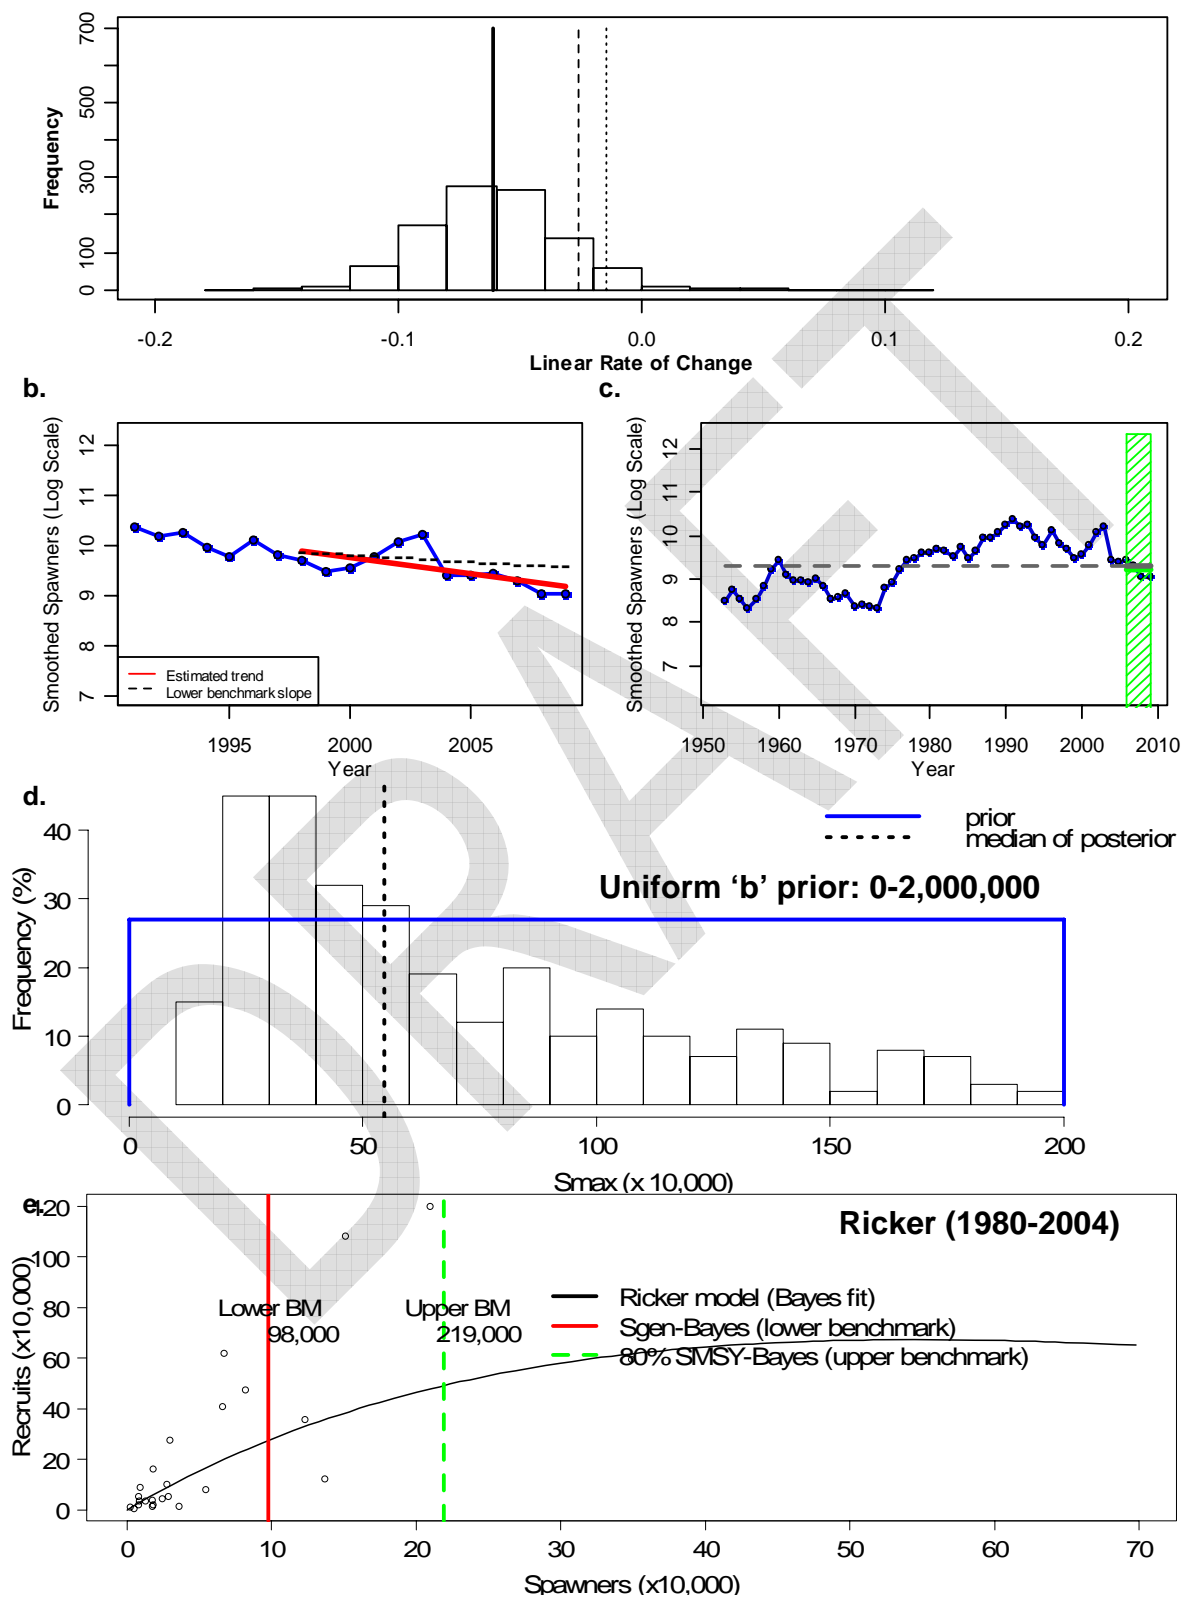 700
500
300
100
0
Frequency
-0.2 -0.1 0.0 0.1 0.2
Linear Rate of Change
b.
c.
12
11
10
9
8
7
Smoothed Spawners (Log Scale)
Estimated trend
Lower benchmark slope
1995 2000 2005
Year
12
11
10
9
8
7
Smoothed Spawners (Log Scale)
1950 1960 1970 1980 1990 2000 2010
Year
d.
prior
median of posterior
Uniform ‘b’ prior: 0-2,000,000
40
30
20
10
0
Frequency (%)
0 50 100 150 200
Smax (x 10,000)
e.
120
100
80
60
40
20
0
Recruits (x10,000)
Ricker (1980-2004)
Lower BM
98,000
Upper BM
219,000
Ricker model (Bayes fit)
Sgen-Bayes (lower benchmark)
80% SMSY-Bayes (upper benchmark)
0 10 20 30 40 50 60 70
Spawners (x10,000)
DRAFT